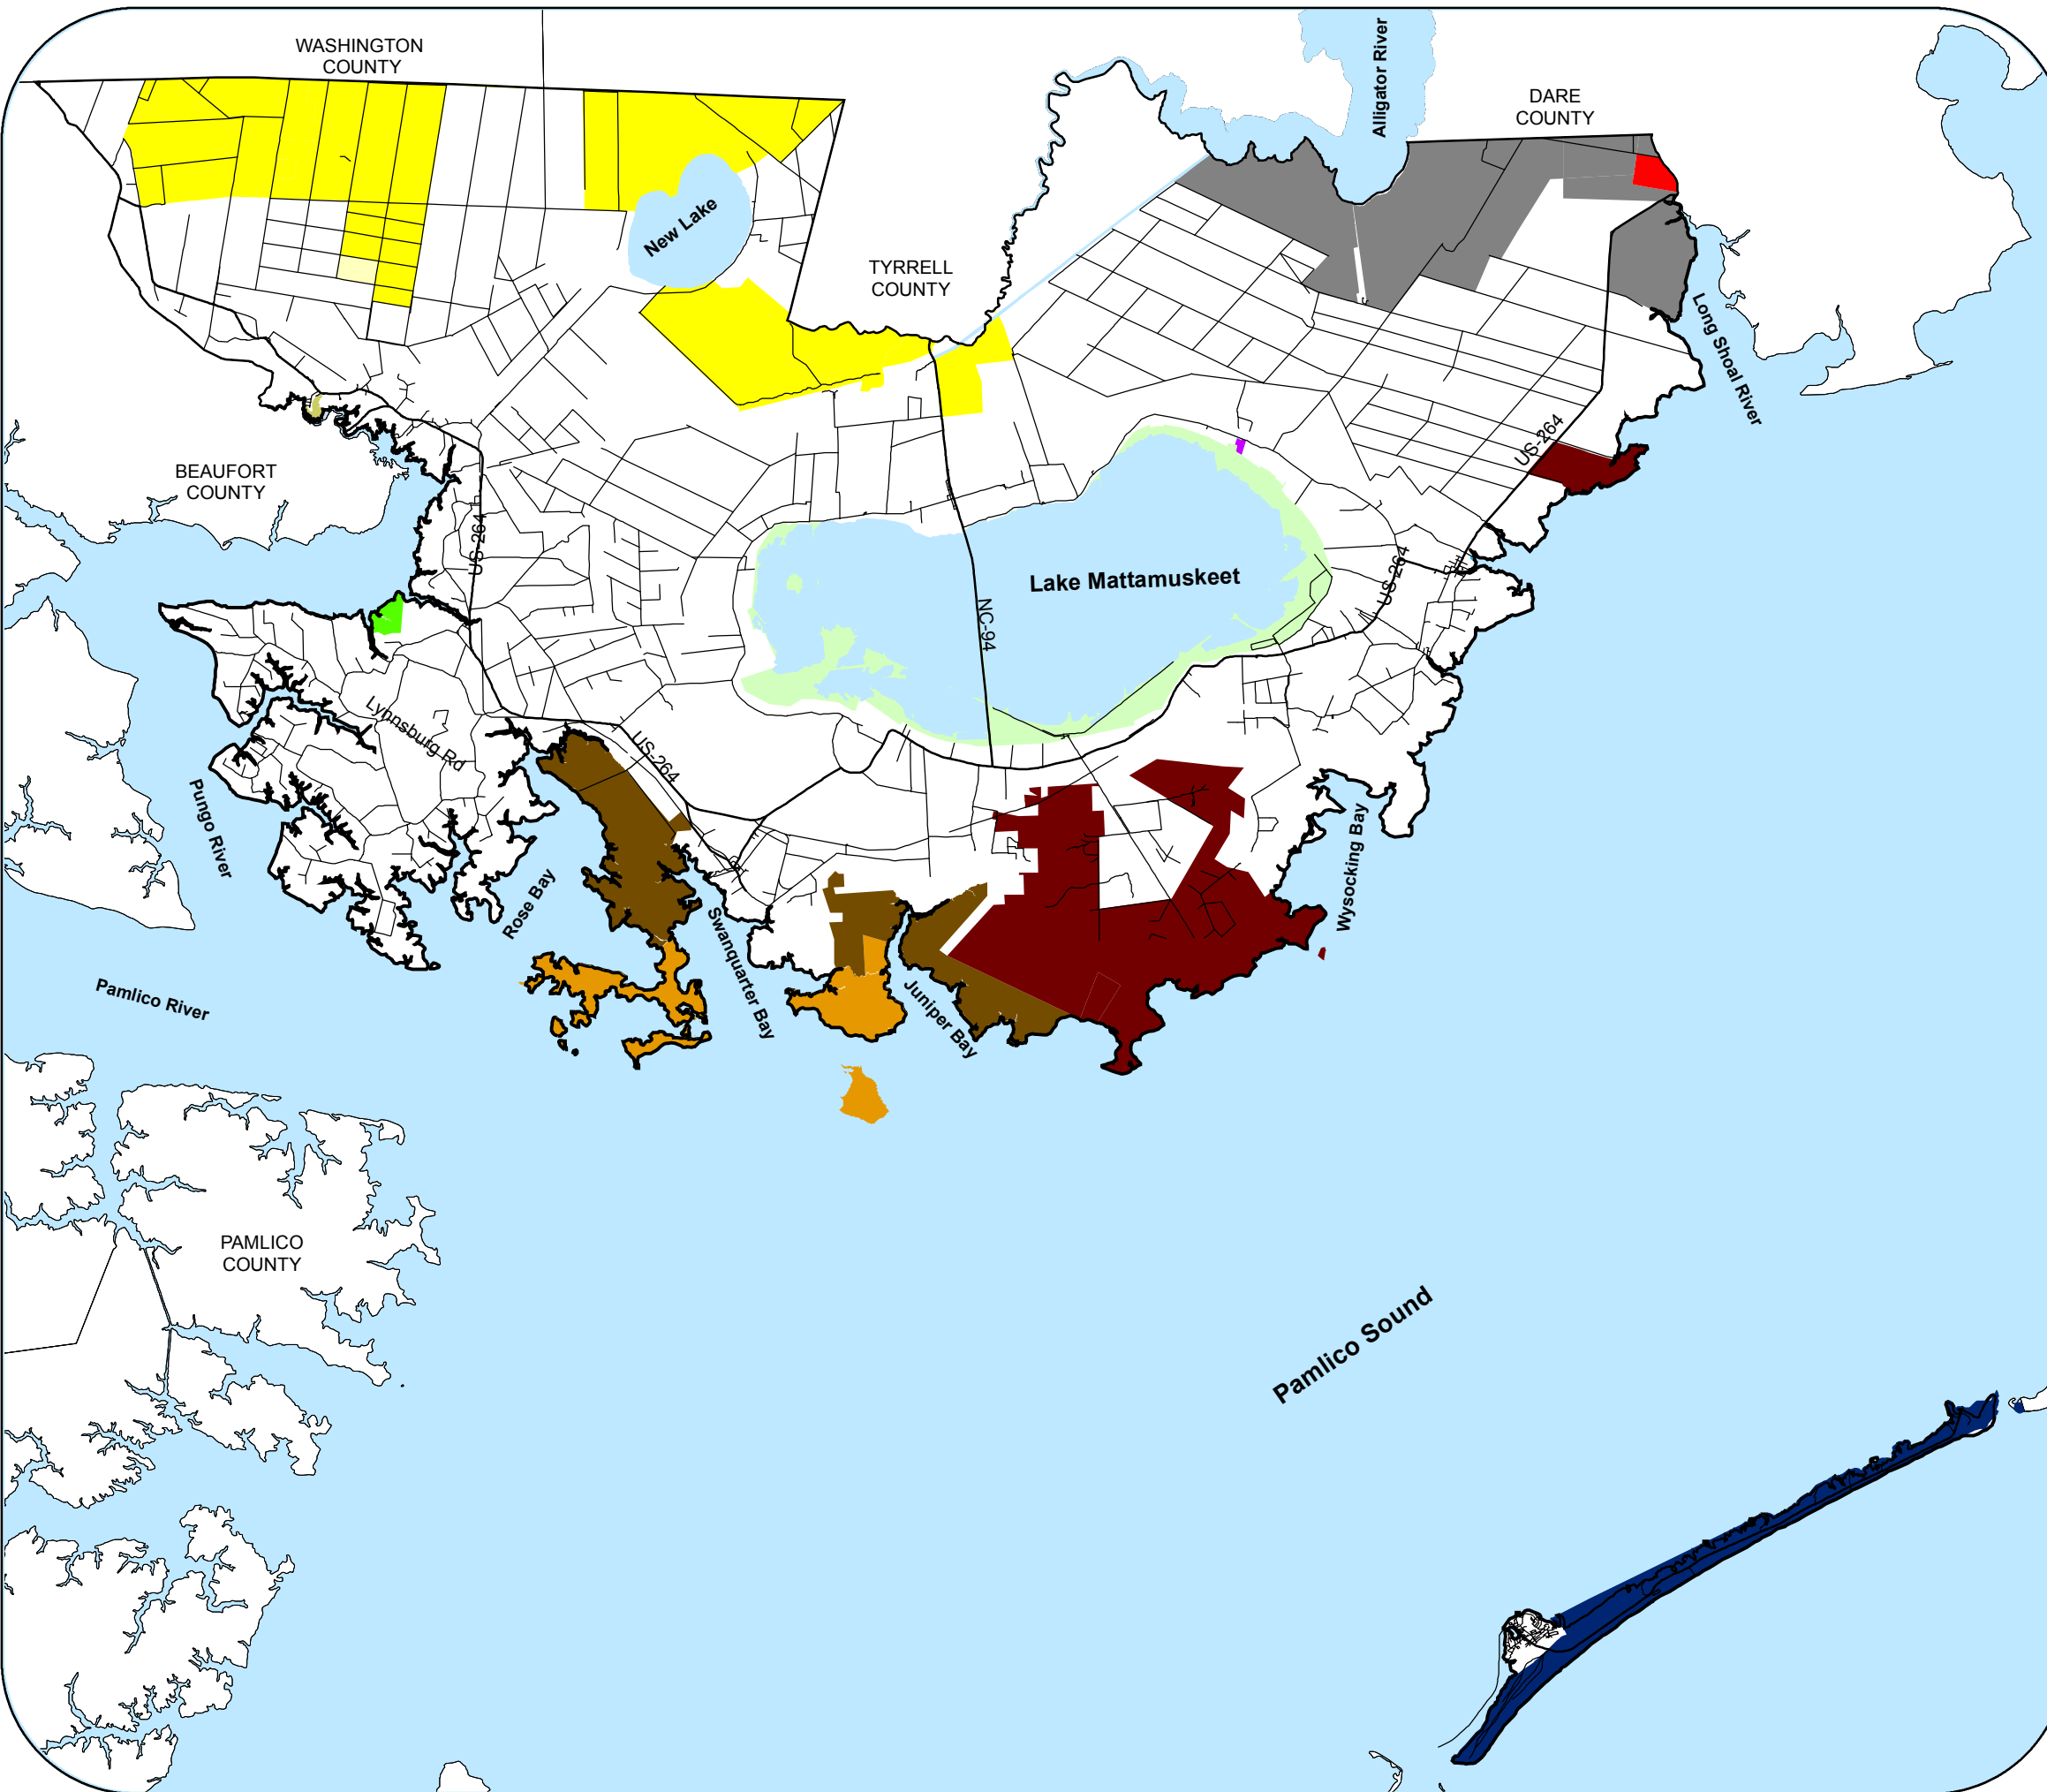 WASHINGTON
COUNTY
Alligator River
DARE
COUNTY
New Lake
TYRRELL
COUNTY
Long Shoal River
US-264
BEAUFORT
COUNTY
US-264
Lake Mattamuskeet
US-264
NC-94
Lynnsburg Rd
US-264
Pungo River
Wysocking Bay
Rose Bay
Swanquarter Bay
Juniper Bay
Pamlico River
PAMLICO
COUNTY
Pamlico Sound